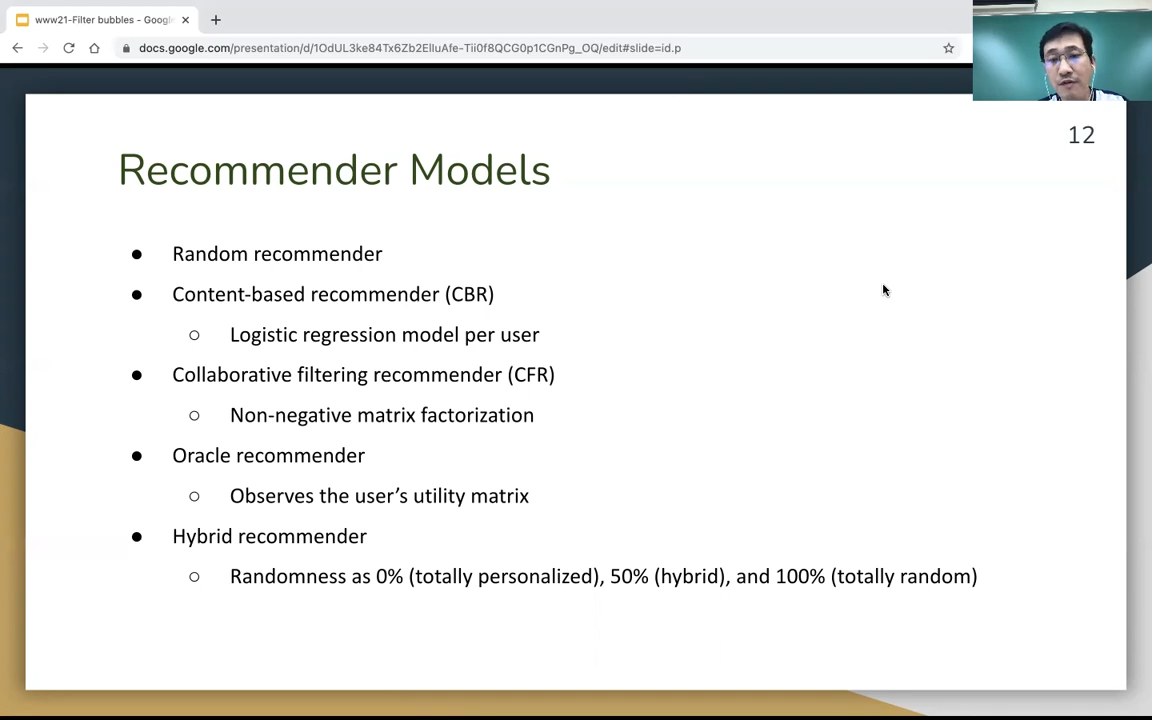 www21-Filter bubbles - Google
docs.google.com/presentation/d/1OdUL3ke84Tx6Zb2ElluAfe-Tii0f8QCG0p1CGnPg_OQ/edit#slide=id.p
12
Recommender Models
● Random recommender
● Content-based recommender (CBR)
○ Logistic regression model per user
● Collaborative filtering recommender (CFR)
○ Non-negative matrix factorization
● Oracle recommender
○ Observes the user’s utility matrix
● Hybrid recommender
○ Randomness as 0% (totally personalized), 50% (hybrid), and 100% (totally random)